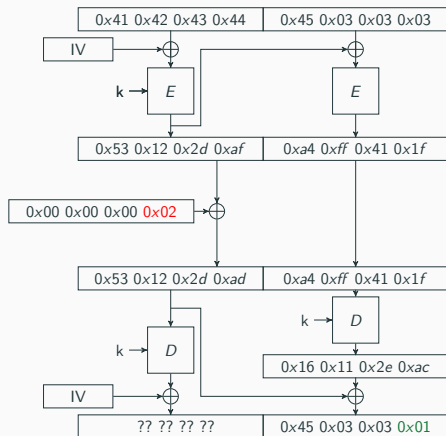 0x41 0x42 0x43 0x44 0x45 0x03 0x03 0x03
IV
k E E
0x53 0x12 0x2d 0xaf 0xa4 0xff 0x41 0x1f
0x00 0x00 0x00 0x02
0x53 0x12 0x2d 0xad 0xa4 0xff 0x41 0x1f
k D
k D
0x16 0x11 0x2e 0xac
IV
?? ?? ?? ?? 0x45 0x03 0x03 0x01